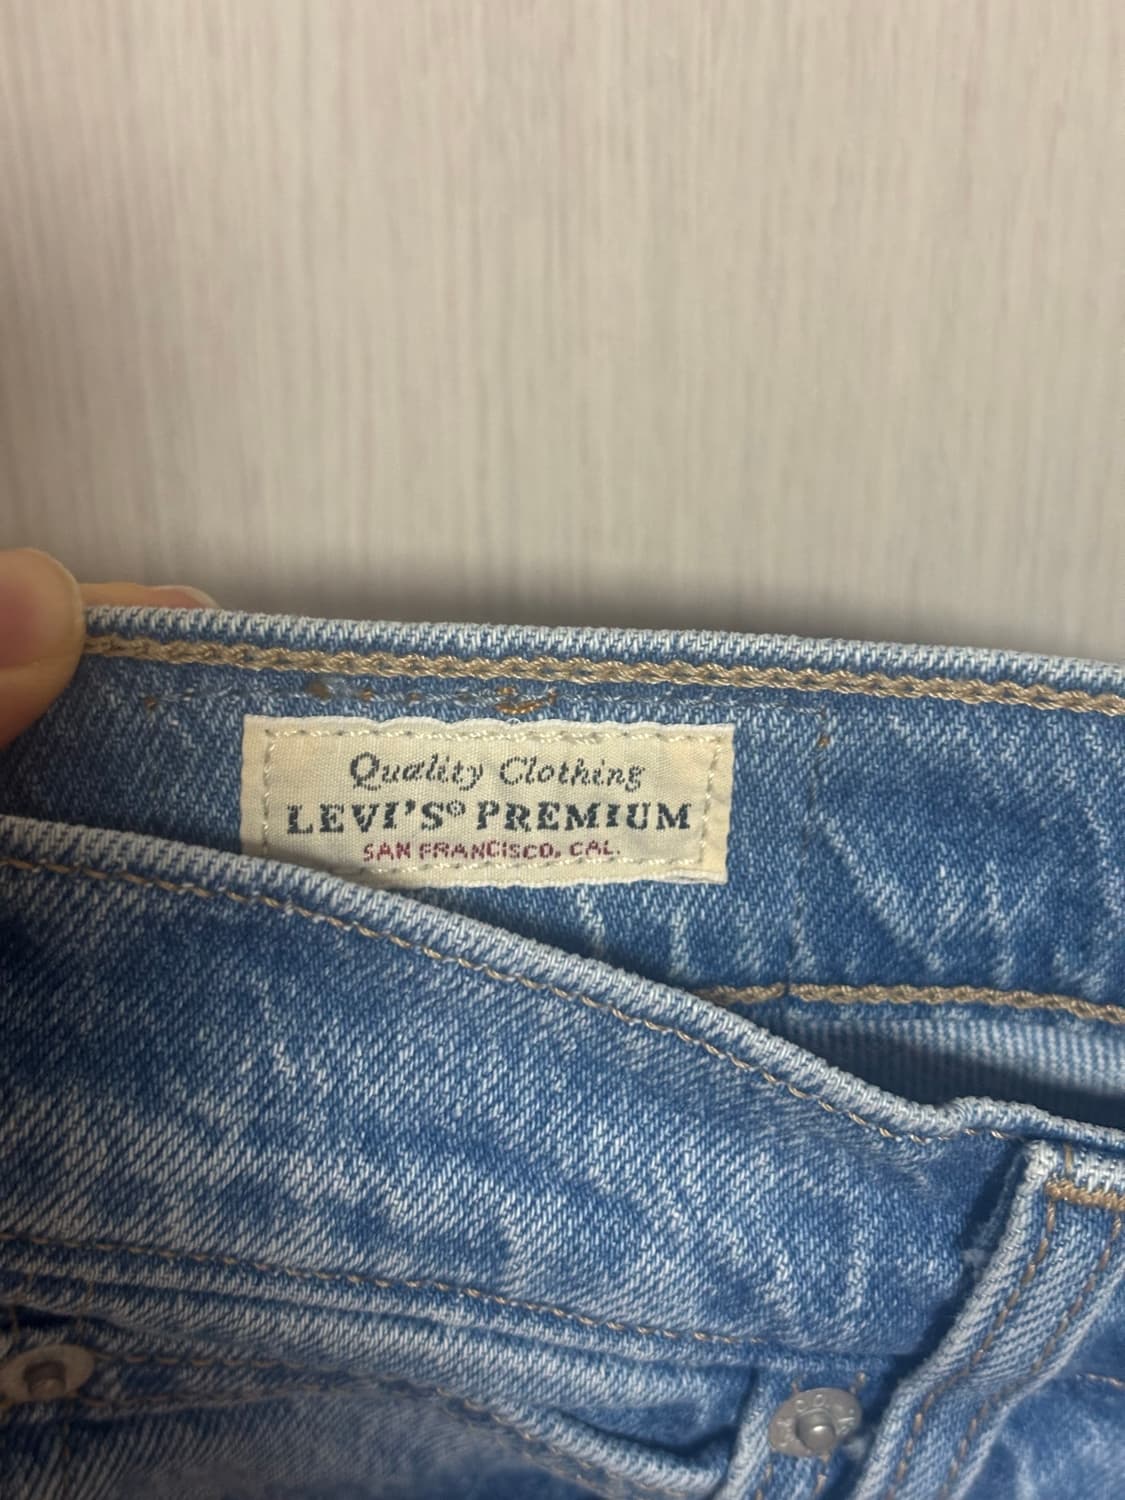 Quality Clothing
LEVI'S® PREMIUM
SAN FRANCISCO, CAL.